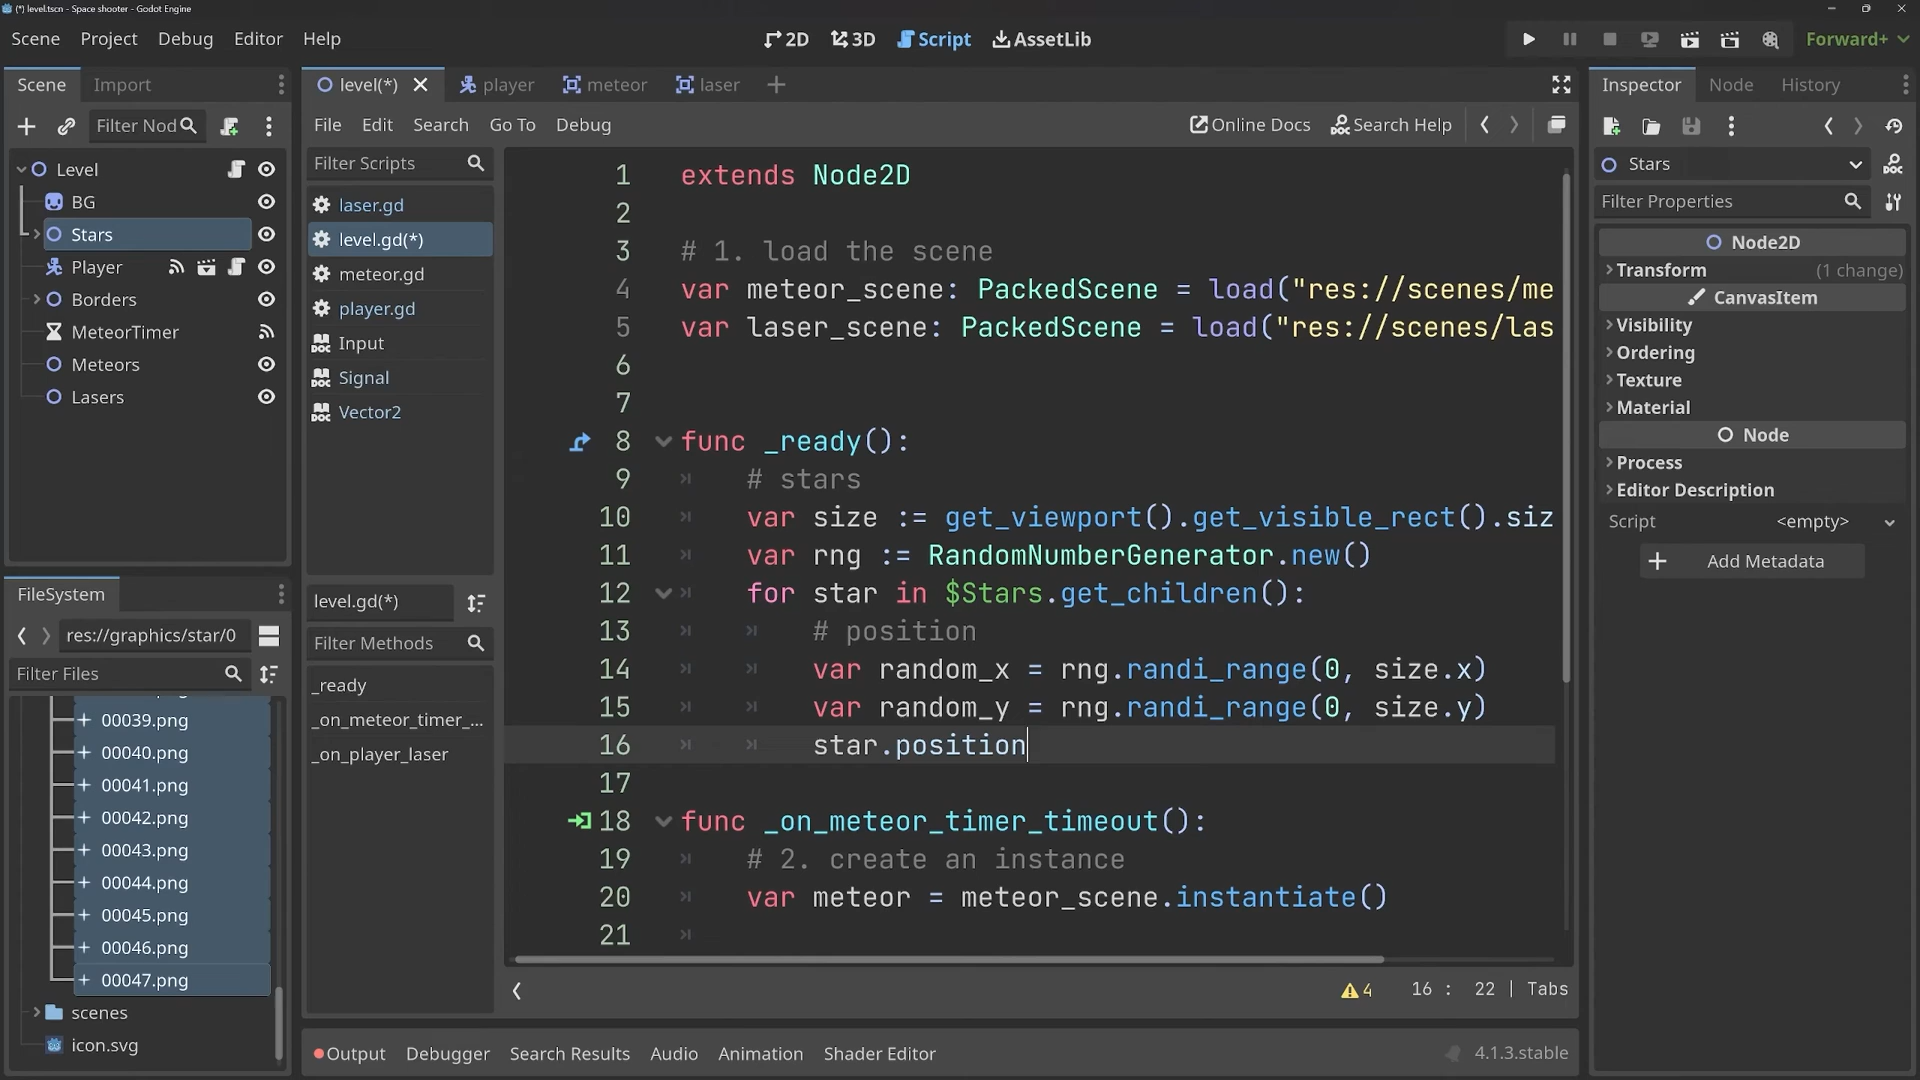 (*) level.tscn - Space shooter - Godot Engine
Scene Project Debug Editor Help
2D 3D Script AssetLib
Forward+
Scene Import
level(*) player meteor laser
Inspector Node History
Filter Nod
File Edit Search Go To Debug
Online Docs Search Help
Level
BG
Stars
Player
Borders
MeteorTimer
Meteors
Lasers
Filter Scripts
laser.gd
level.gd(*)
meteor.gd
player.gd
Input
Signal
Vector2
level.gd(*)
Filter Methods
_ready
_on_meteor_timer_...
_on_player_laser
1 extends Node2D
2
3 # 1. load the scene
4 var meteor_scene: PackedScene = load("res://scenes/me
5 var laser_scene: PackedScene = load("res://scenes/las
6
7
8 func _ready():
9 # stars
10 var size := get_viewport().get_visible_rect().siz
11 var rng := RandomNumberGenerator.new()
12 for star in $Stars.get_children():
13 # position
14 var random_x = rng.randi_range(0, size.x)
15 var random_y = rng.randi_range(0, size.y)
16 star.position
17
18 func _on_meteor_timer_timeout():
19 # 2. create an instance
20 var meteor = meteor_scene.instantiate()
21
4 16 : 22 | Tabs
Stars
Filter Properties
Node2D
Transform (1 change)
CanvasItem
Visibility
Ordering
Texture
Material
Node
Process
Editor Description
Script <empty>
Add Metadata
FileSystem
res://graphics/star/0
Filter Files
00039.png
00040.png
00041.png
00042.png
00043.png
00044.png
00045.png
00046.png
00047.png
scenes
icon.svg
Output Debugger Search Results Audio Animation Shader Editor
4.1.3.stable